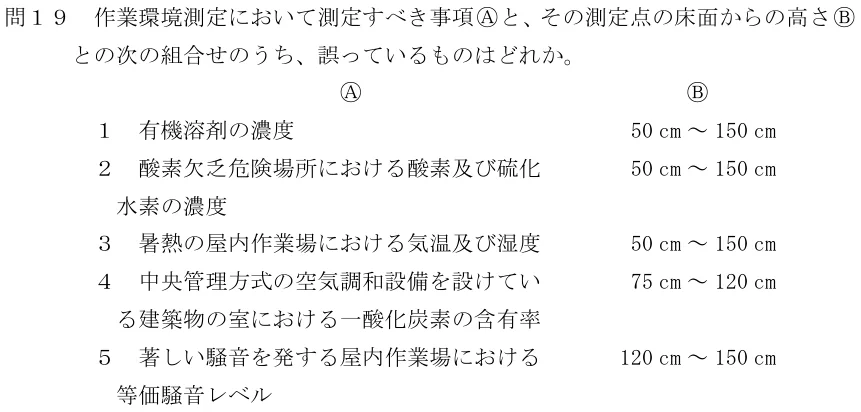 問１９　作業環境測定において測定すべき事項Ⓐと、その測定点の床面からの高さⒷ
との次の組合せのうち、誤っているものはどれか。
Ⓐ　Ⓑ
１　有機溶剤の濃度　50 cm ～ 150 cm
２　酸素欠乏危険場所における酸素及び硫化　50 cm ～ 150 cm
水素の濃度
３　暑熱の屋内作業場における気温及び湿度　50 cm ～ 150 cm
４　中央管理方式の空気調和設備を設けてい　75 cm ～ 120 cm
る建築物の室における一酸化炭素の含有率
５　著しい騒音を発する屋内作業場における　120 cm ～ 150 cm
等価騒音レベル